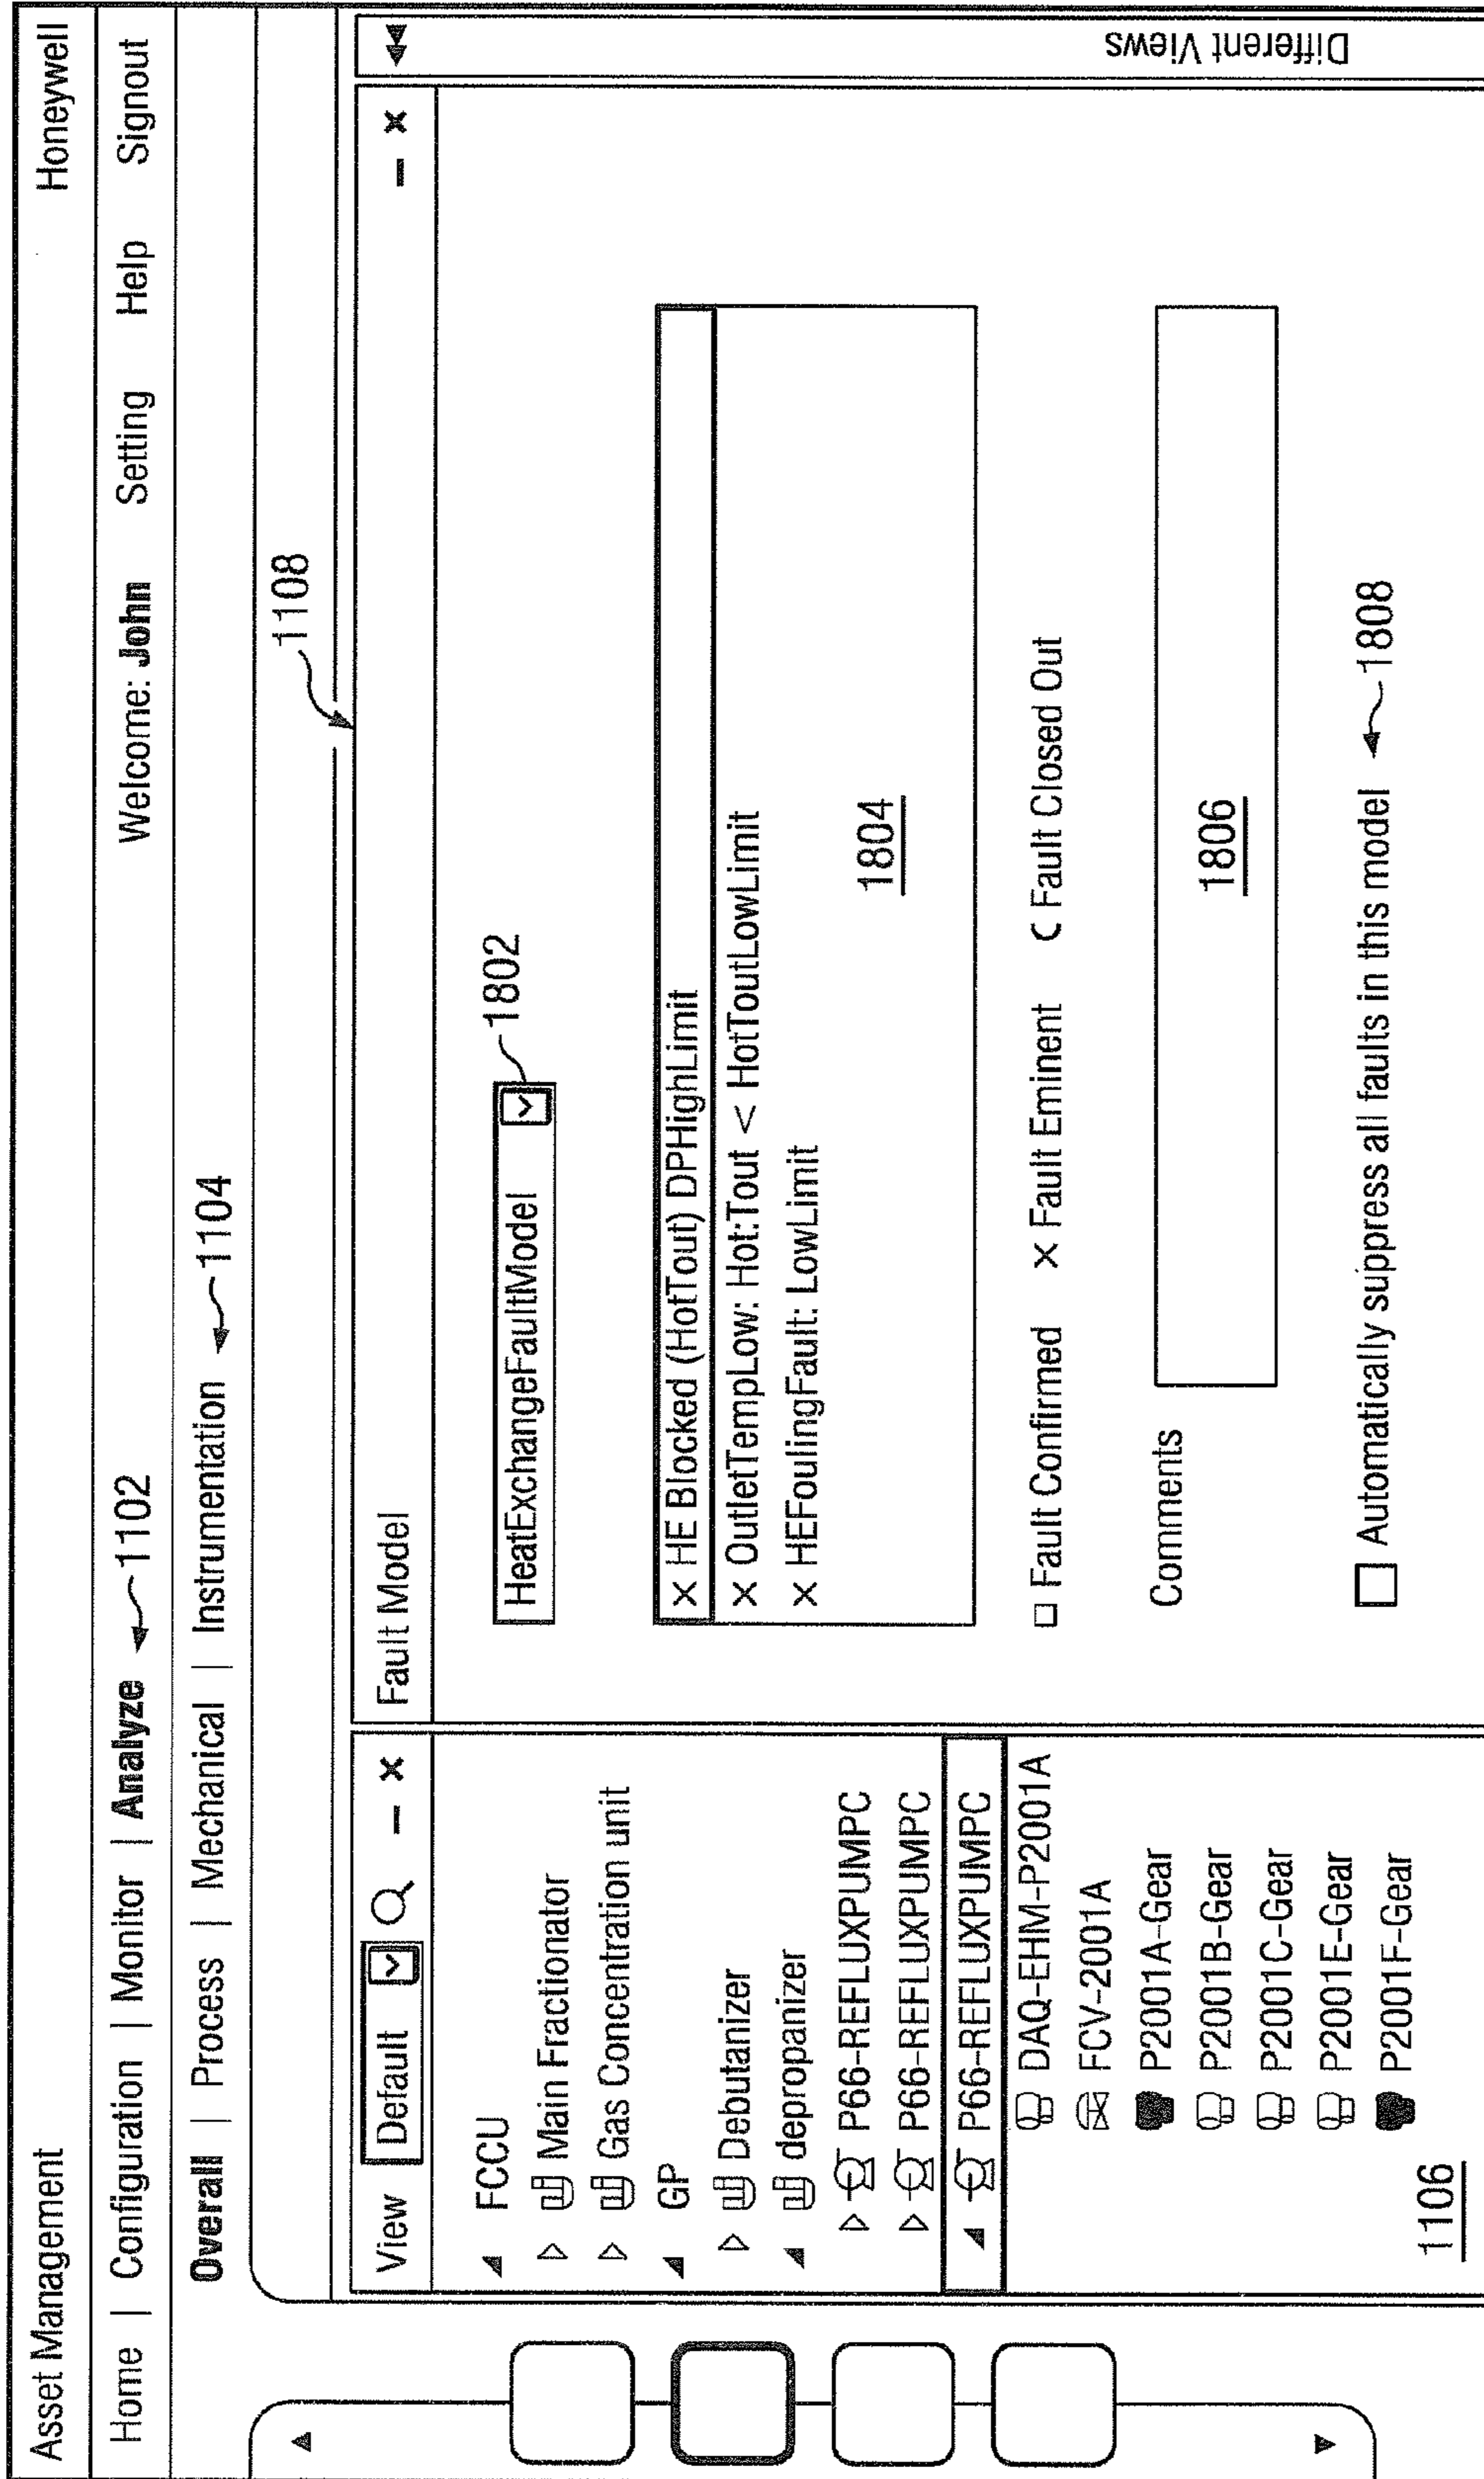 Asset Management Honeywell
Home | Configuration | Monitor | Analyze 1102 Welcome: John Setting Help Signout
Overall | Process | Mechanical | Instrumentation 1104
1108
View Default
FCCU
Main Fractionator
Gas Concentration unit
GP
Debutanizer
depropanizer
P66-REFLUXPUMPC
P66-REFLUXPUMPC
P66-REFLUXPUMPC
DAQ-EHM-P2001A
FCV-2001A
P2001A-Gear
P2001B-Gear
P2001C-Gear
P2001E-Gear
P2001F-Gear
1106
Fault Model
HeatExchangeFaultModel 1802
× HE Blocked (HotTout) DPHighLimit
× OutletTempLow: Hot:Tout < HotToutLowLimit
× HEFoulingFault: LowLimit
1804
Fault Confirmed × Fault Eminent ( Fault Closed Out
Comments
1806
Automatically suppress all faults in this model 1808
Different Views